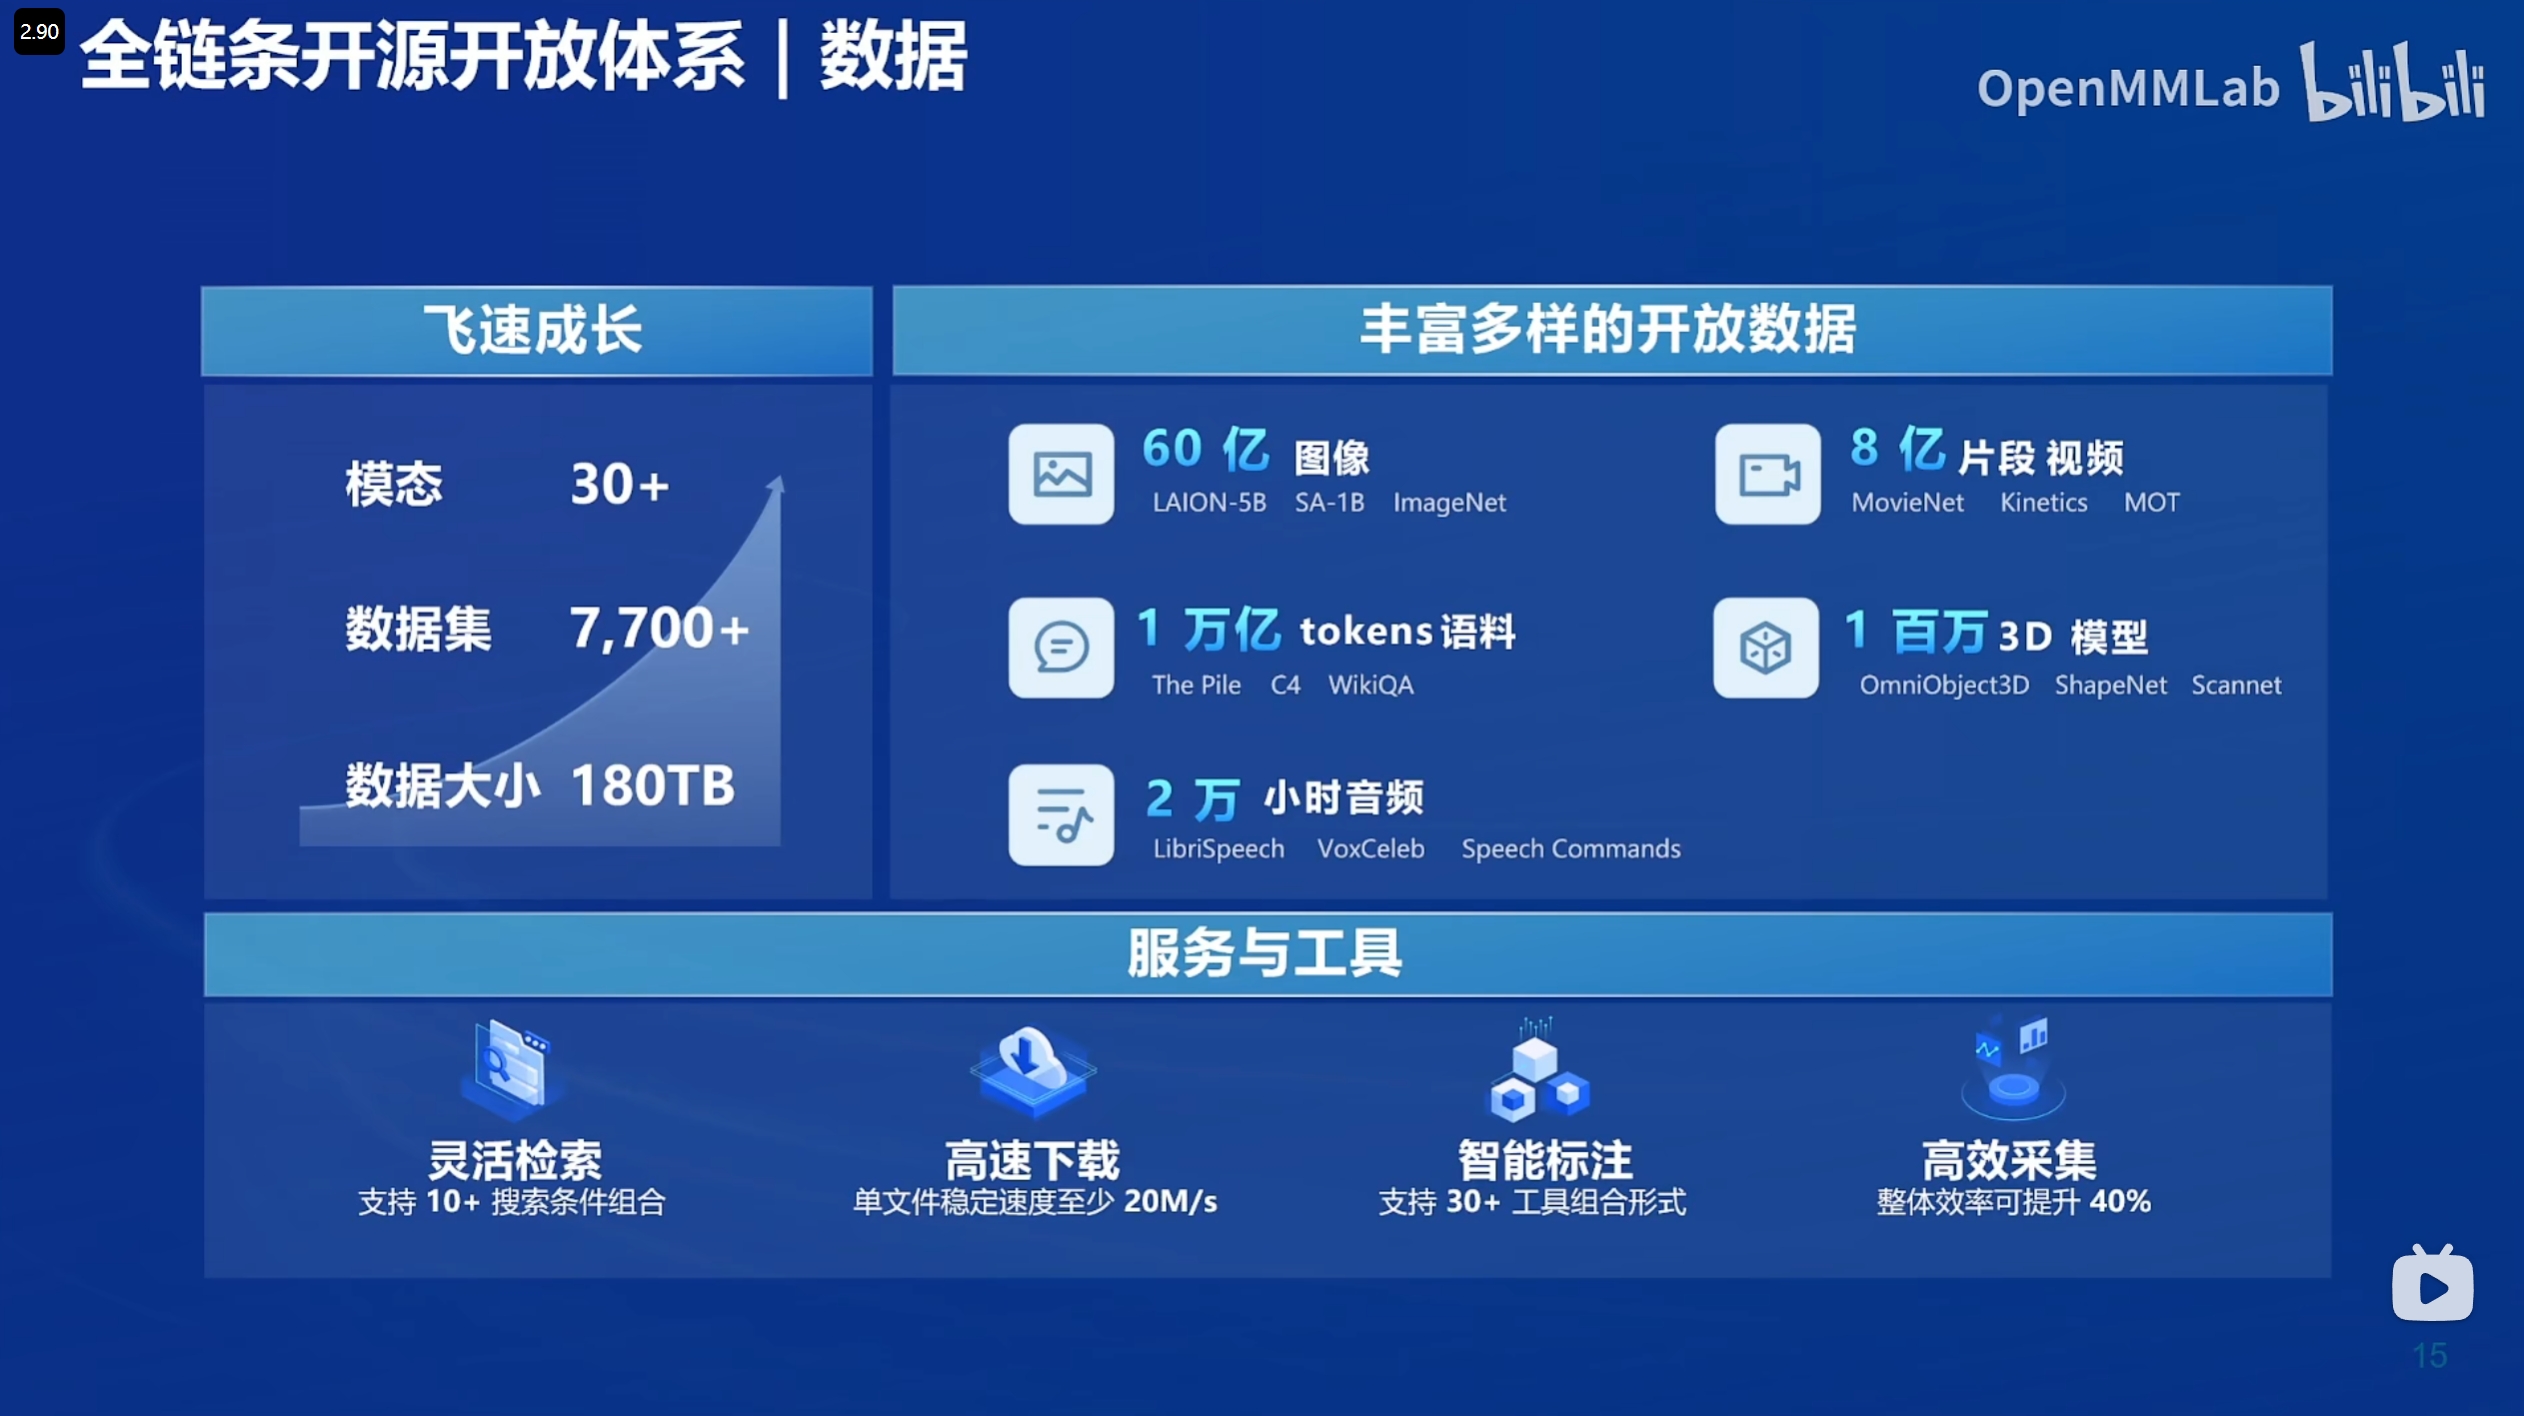 2.90
全链条开源开放体系 | 数据
OpenMMLab bilibili
飞速成长
模态 30+
数据集 7,700+
数据大小 180TB
丰富多样的开放数据
60 亿 图像
LAION-5B SA-1B ImageNet
8 亿 片段 视频
MovieNet Kinetics MOT
1 万亿 tokens语料
The Pile C4 WikiQA
1 百万 3D 模型
OmniObject3D ShapeNet Scannet
2 万 小时音频
LibriSpeech VoxCeleb Speech Commands
服务与工具
灵活检索
支持 10+ 搜索条件组合
高速下载
单文件稳定速度至少 20M/s
智能标注
支持 30+ 工具组合形式
高效采集
整体效率可提升 40%
15